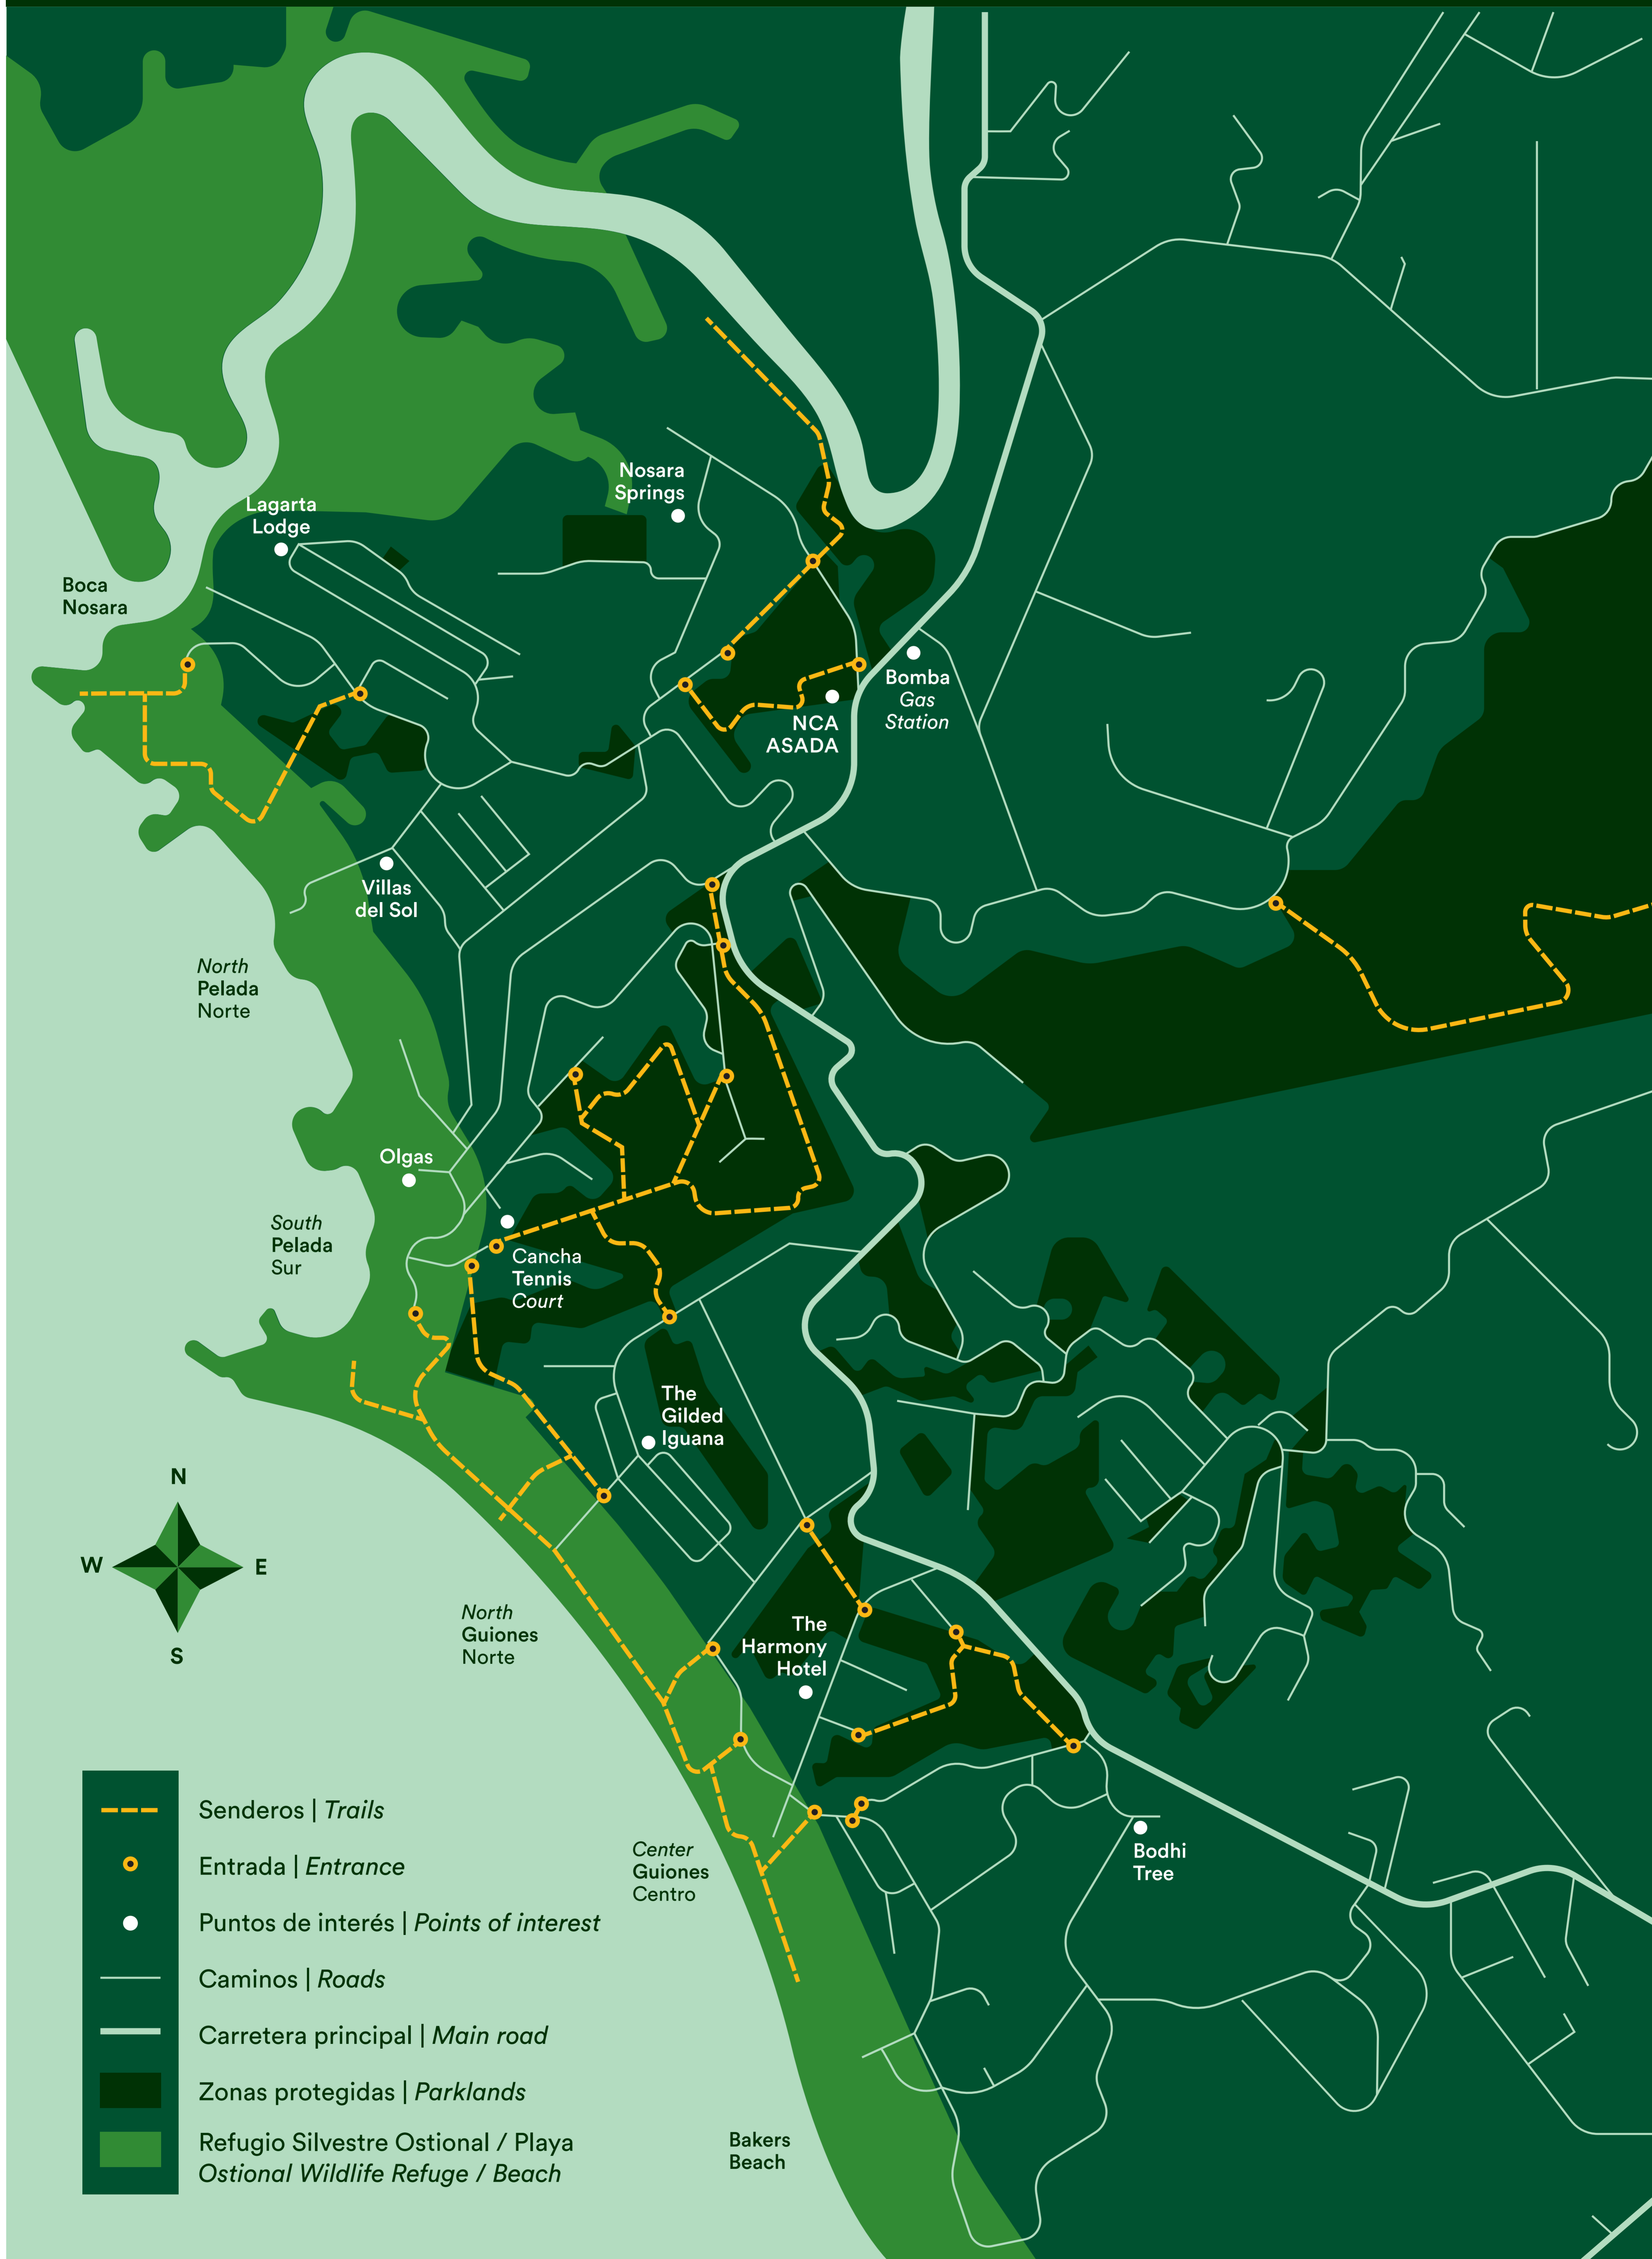 Nosara
Springs
Lagarta
Lodge
Boca
Nosara
Bomba
Gas
Station
NCA
ASADA
Villas
del Sol
North
Pelada
Norte
Olgas
South
Pelada
Sur
Cancha
Tennis
Court
The
Gilded
Iguana
N
W
E
S
North
Guiones
Norte
The
Harmony
Hotel
Center
Guiones
Centro
Bodhi
Tree
Bakers
Beach
Senderos | Trails
Entrada | Entrance
Puntos de interés | Points of interest
Caminos | Roads
Carretera principal | Main road
Zonas protegidas | Parklands
Refugio Silvestre Ostional / Playa
Ostional Wildlife Refuge / Beach